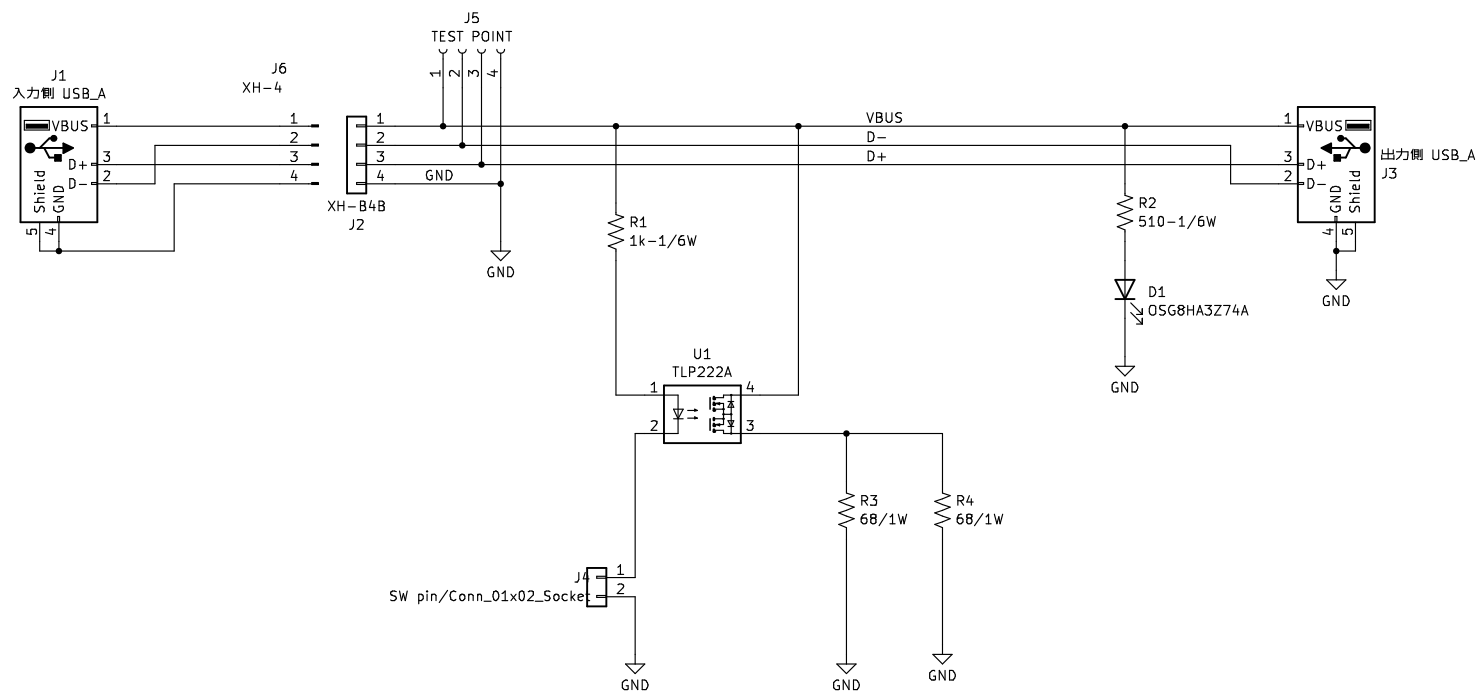 J5
TEST POINT
1
2
3
4
J1
入力側 USB_A
VBUS
D+
D-
Shield
GND
1
3
2
5
4
J6
XH-4
1
2
3
4
1
2
3
4
GND
XH-B4B
J2
GND
VBUS
D-
D+
R1
1k-1/6W
R2
510-1/6W
D1
OSG8HA3Z74A
GND
1
3
2
VBUS
D+
D-
GND
Shield
4
5
出力側 USB_A
J3
GND
U1
TLP222A
1
2
4
3
R3
68/1W
R4
68/1W
J4
1
2
SW pin/Conn_01x02_Socket
GND
GND
GND